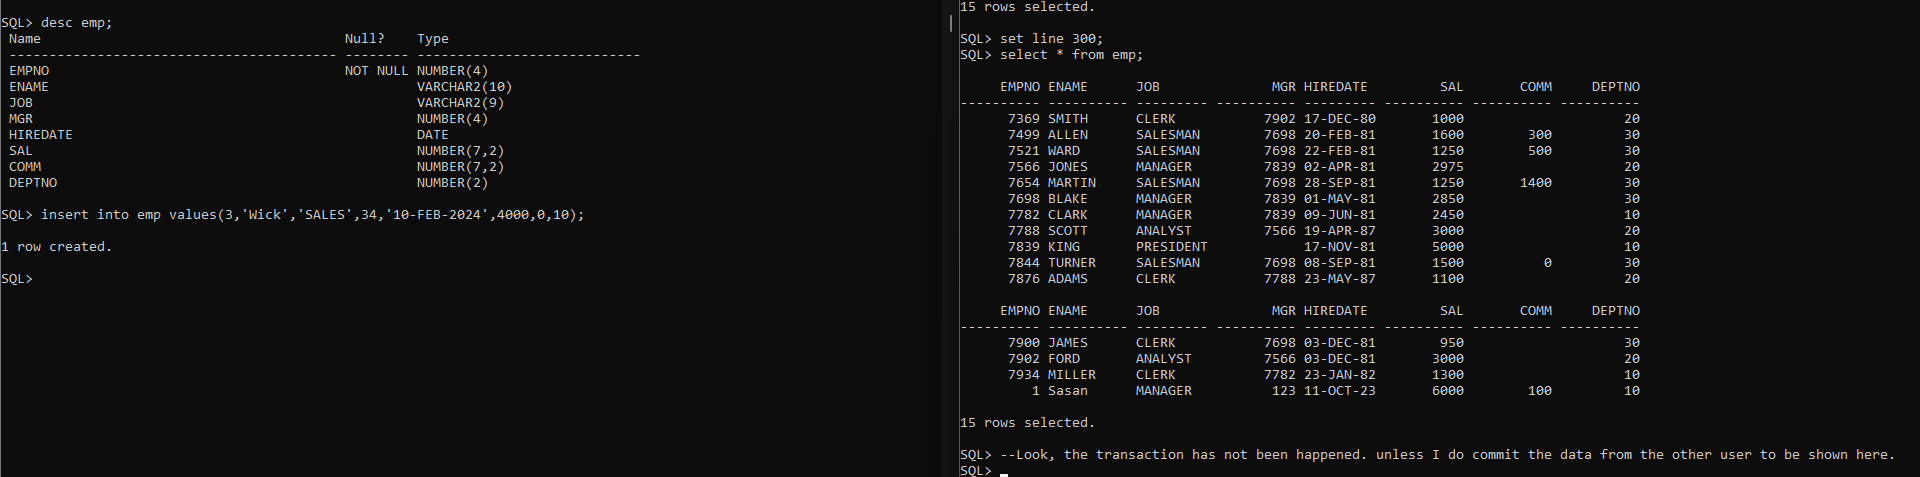 SQL> desc emp;
 Name                                      Null?    Type
 ----------------------------------------- -------- ----------------------------
 EMPNO                                     NOT NULL NUMBER(4)
 ENAME                                              VARCHAR2(10)
 JOB                                                VARCHAR2(9)
 MGR                                                NUMBER(4)
 HIREDATE                                           DATE
 SAL                                                NUMBER(7,2)
 COMM                                               NUMBER(7,2)
 DEPTNO                                             NUMBER(2)
SQL> insert into emp values(3,'Wick','SALES',34,'10-FEB-2024',4000,0,10);
1 row created.
SQL>
15 rows selected.
SQL> set line 300;
SQL> select * from emp;
     EMPNO ENAME      JOB              MGR HIREDATE         SAL       COMM     DEPTNO
---------- ---------- --------- ---------- --------- ---------- ---------- ----------
      7369 SMITH      CLERK           7902 17-DEC-80       1000                    20
      7499 ALLEN      SALESMAN        7698 20-FEB-81       1600        300         30
      7521 WARD       SALESMAN        7698 22-FEB-81       1250        500         30
      7566 JONES      MANAGER         7839 02-APR-81       2975                    20
      7654 MARTIN     SALESMAN        7698 28-SEP-81       1250       1400         30
      7698 BLAKE      MANAGER         7839 01-MAY-81       2850                    30
      7782 CLARK      MANAGER         7839 09-JUN-81       2450                    10
      7788 SCOTT      ANALYST         7566 19-APR-87       3000                    20
      7839 KING       PRESIDENT            17-NOV-81       5000                    10
      7844 TURNER     SALESMAN        7698 08-SEP-81       1500          0         30
      7876 ADAMS      CLERK           7788 23-MAY-87       1100                    20
     EMPNO ENAME      JOB              MGR HIREDATE         SAL       COMM     DEPTNO
---------- ---------- --------- ---------- --------- ---------- ---------- ----------
      7900 JAMES      CLERK           7698 03-DEC-81        950                    30
      7902 FORD       ANALYST         7566 03-DEC-81       3000                    20
      7934 MILLER     CLERK           7782 23-JAN-82       1300                    10
         1 Sasan      MANAGER          123 11-OCT-23       6000        100         10
15 rows selected.
SQL> --Look, the transaction has not been happened. unless I do commit the data from the other user to be shown here.
SQL>